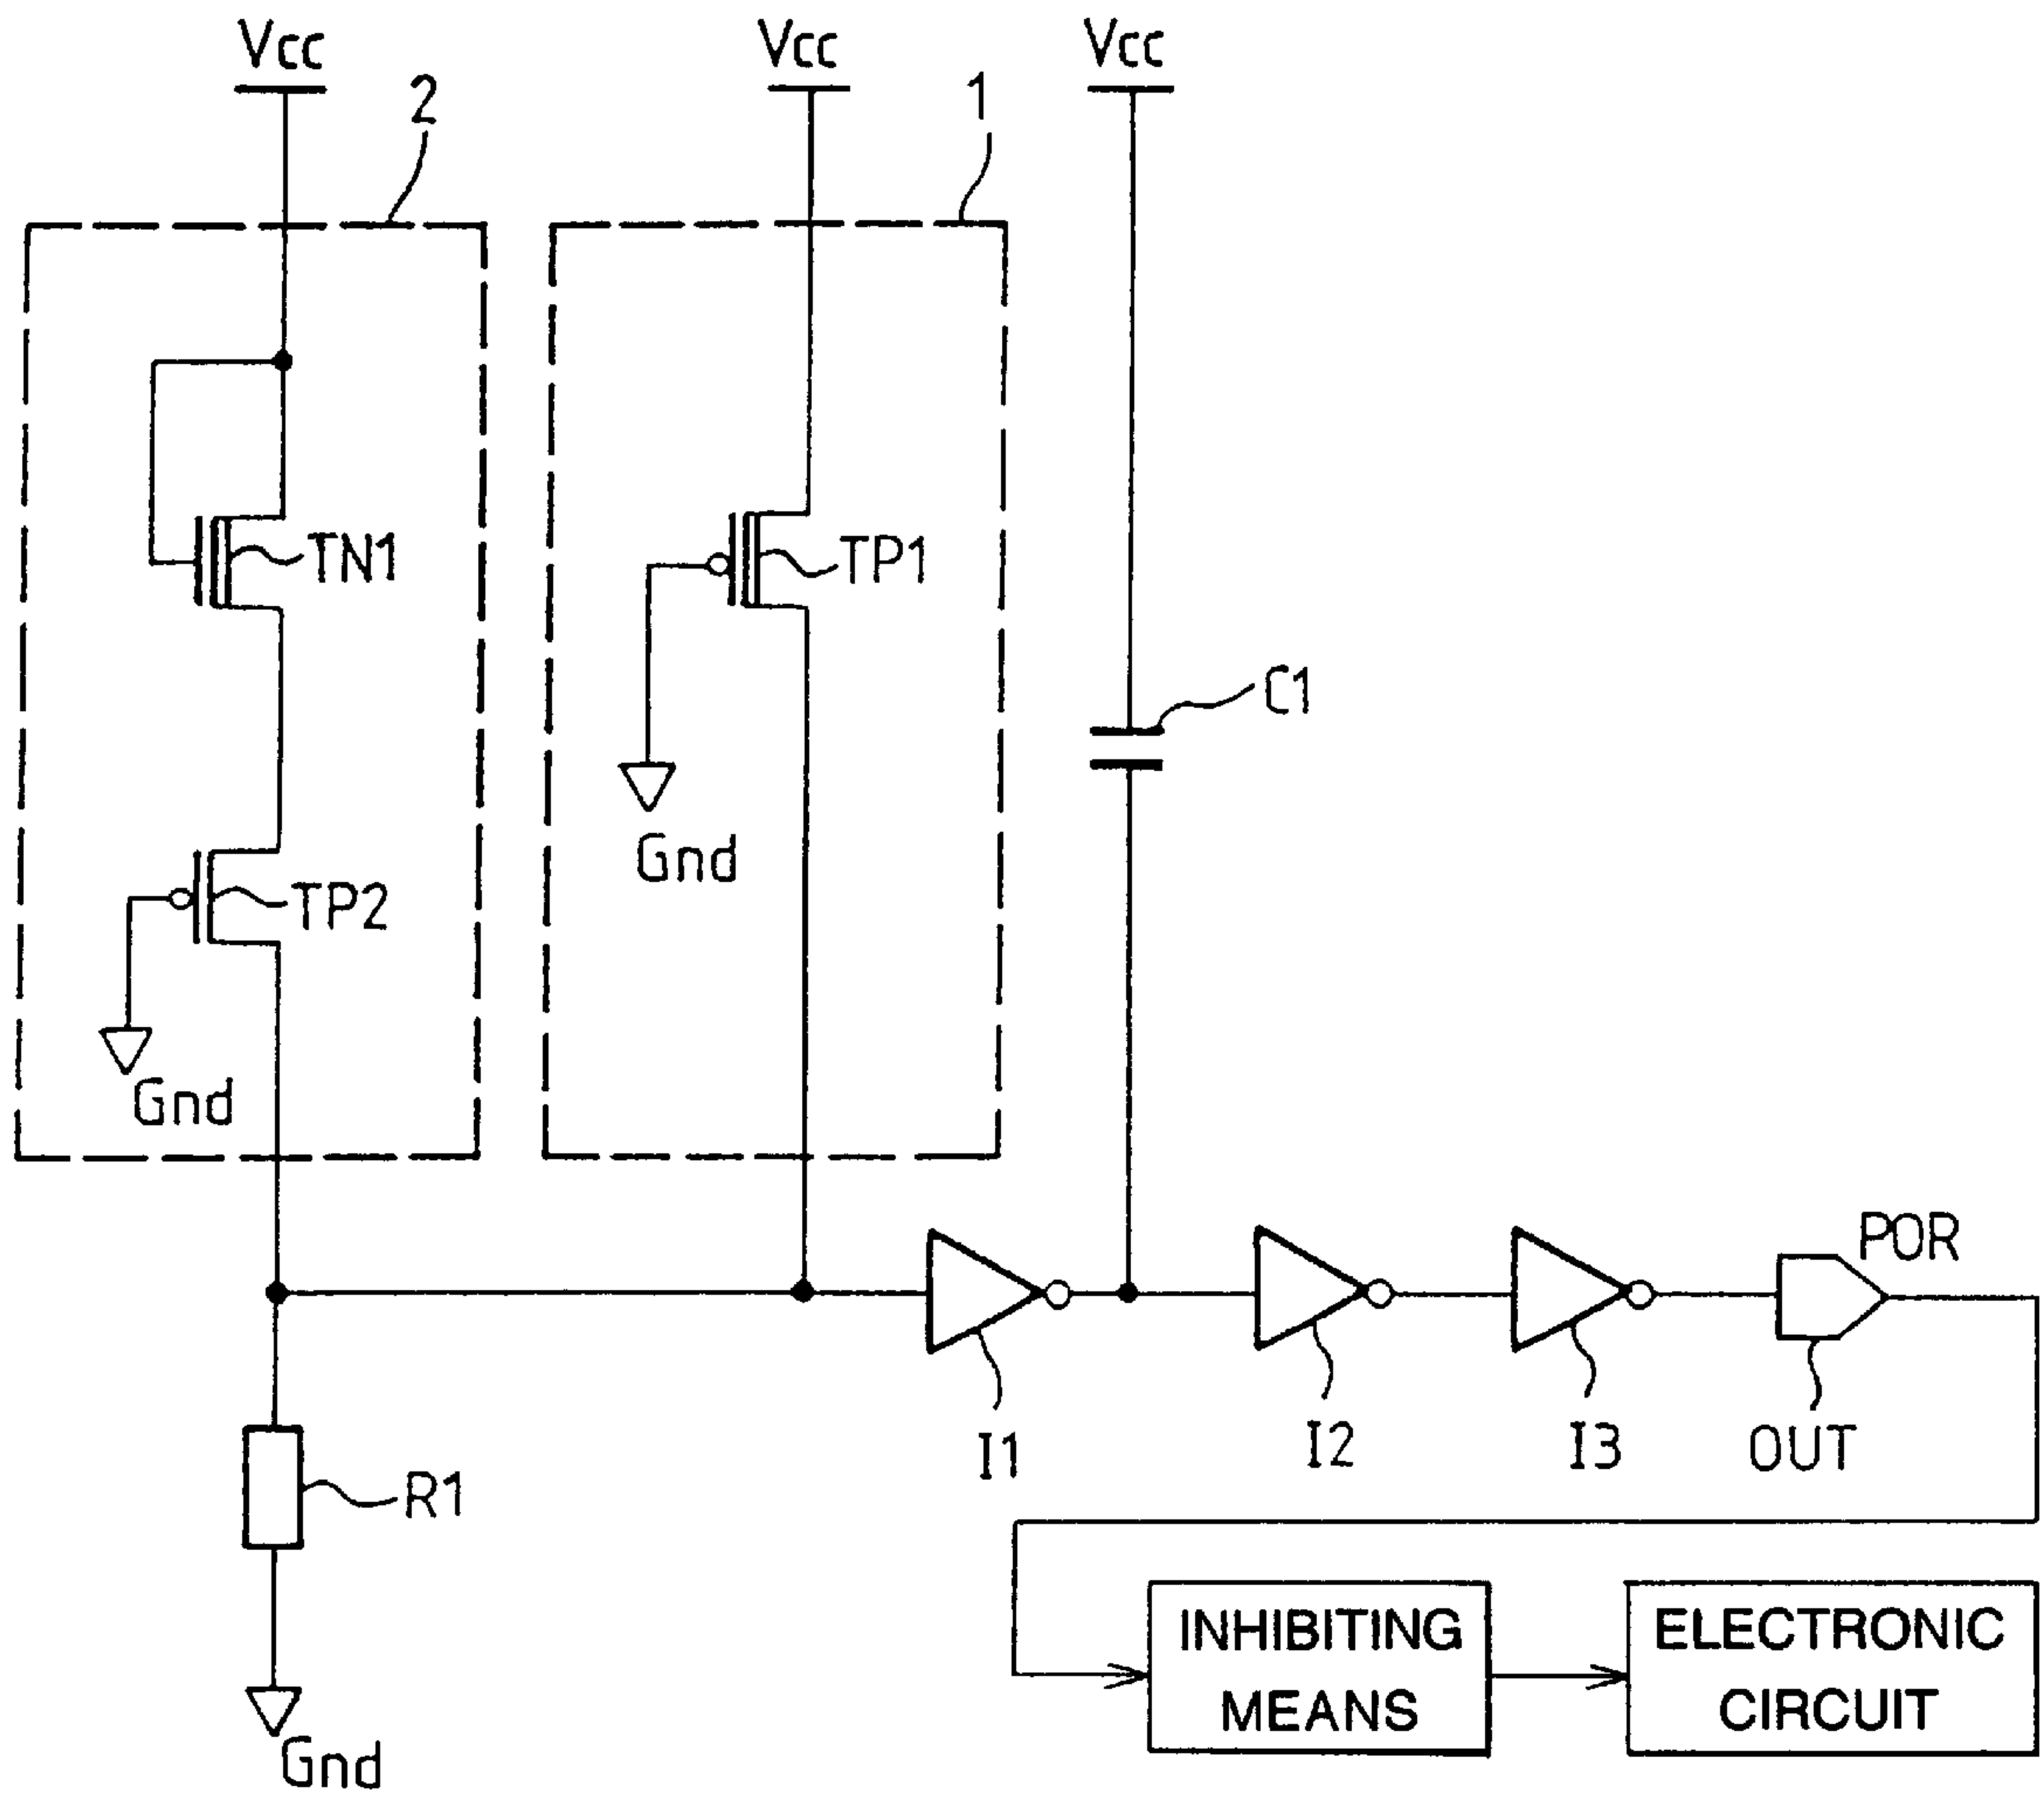 Vcc
Vcc
Vcc
2
1
TN1
TP1
C1
Gnd
TP2
Gnd
POR
I1
I2
I3
OUT
R1
INHIBITING
MEANS
ELECTRONIC
CIRCUIT
Gnd